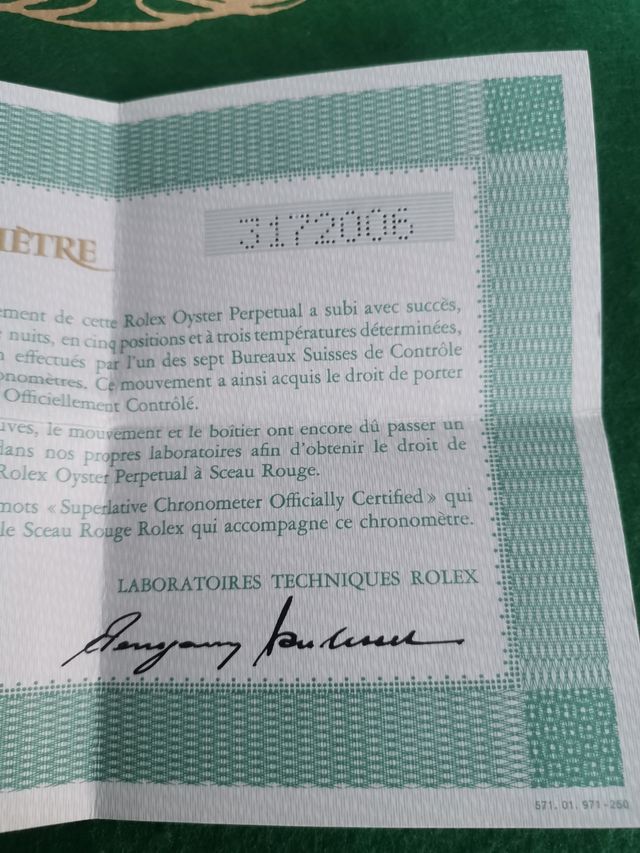 3172006
ÈTRE
ement de cette Rolex Oyster Perpetual a subi avec succès,
nuits, en cinq positions et à trois températures déterminées,
effectués par l'un des sept Bureaux Suisses de Contrôle
onomètres. Ce mouvement a ainsi acquis le droit de porter
Officiellement Contrôlé.
uves, le mouvement et le boîtier ont encore dû passer un
dans nos propres laboratoires afin d'obtenir le droit de
Rolex Oyster Perpetual à Sceau Rouge.
mots « Superlative Chronometer Officially Certified » qui
le Sceau Rouge Rolex qui accompagne ce chronomètre.
LABORATOIRES TECHNIQUES ROLEX
571. 01. 971 - 250